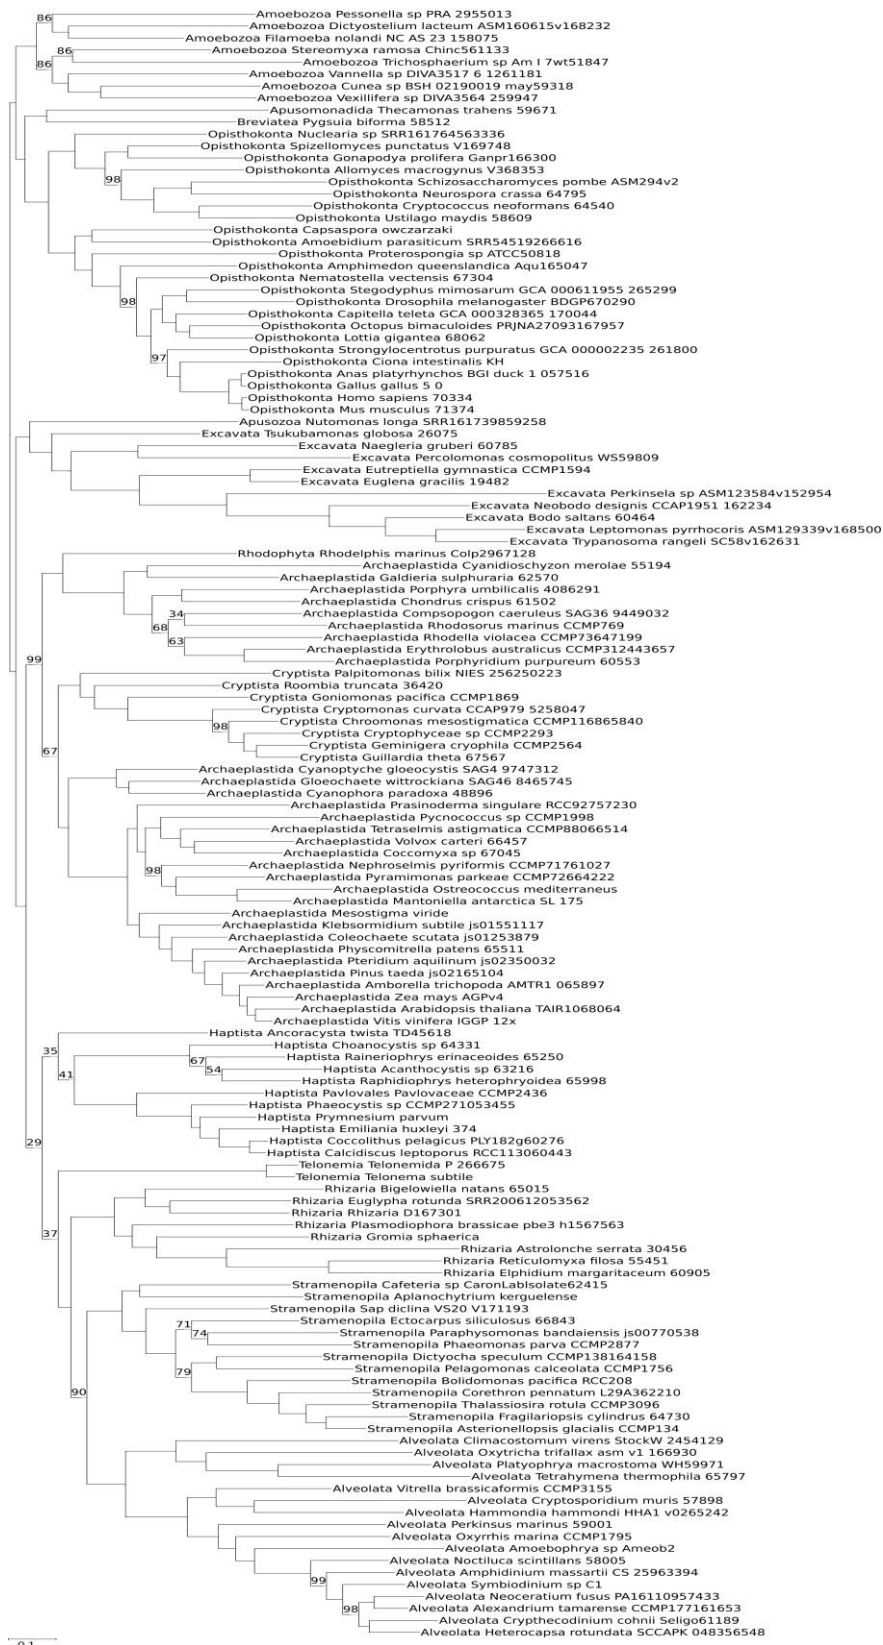 86
Amoebozoa Pessonella sp PRA 2955013
Amoebozoa Dictyostelium lacteum ASM160615v168232
Amoebozoa Filamoeba nolandi NC AS 23 158075
86
Amoebozoa Stereomyxa ramosa Chinc561133
86
Amoebozoa Trichosphaerium sp Am I 7wt51847
Amoebozoa Vannella sp DIVA3517 6 1261181
Amoebozoa Cunea sp BSH 02190019 may59318
Amoebozoa Vexillifera sp DIVA3564 259947
Apusomonadida Thecamonas trahens 59671
Breviatea Pygsuia biforma 58512
Opisthokonta Nuclearia sp SRR161764563336
Opisthokonta Spizellomyces punctatus V169748
Opisthokonta Gonapodya prolifera Ganpr166300
Opisthokonta Allomyces macrogynus V368353
98
Opisthokonta Schizosaccharomyces pombe ASM294v2
Opisthokonta Neurospora crassa 64795
Opisthokonta Cryptococcus neoformans 64540
Opisthokonta Ustilago maydis 58609
Opisthokonta Capsaspora owczarzaki
Opisthokonta Amoebidium parasiticum SRR54519266616
Opisthokonta Proterospongia sp ATCC50818
Opisthokonta Amphimedon queenslandica Aqu165047
Opisthokonta Nematostella vectensis 67304
Opisthokonta Stegodyphus mimosarum GCA 000611955 265299
98
Opisthokonta Drosophila melanogaster BDGP670290
Opisthokonta Capitella teleta GCA 000328365 170044
Opisthokonta Octopus bimaculoides PRJNA27093167957
Opisthokonta Lottia gigantea 68062
Opisthokonta Strongylocentrotus purpuratus GCA 000002235 261800
97
Opisthokonta Ciona intestinalis KH
Opisthokonta Anas platyrhynchos BGI duck 1 057516
Opisthokonta Gallus gallus 5 0
Opisthokonta Homo sapiens 70334
Opisthokonta Mus musculus 71374
Apusozoa Nutomonas longa SRR161739859258
Excavata Tsukubamonas globosa 26075
Excavata Naegleria gruberi 60785
Excavata Percolomonas cosmopolitus WS59809
Excavata Eutreptiella gymnastica CCMP1594
Excavata Euglena gracilis 19482
Excavata Perkinsela sp ASM123584v152954
Excavata Neobodo designis CCAP1951 162234
Excavata Bodo saltans 60464
Excavata Leptomonas pyrrhocoris ASM129339v168500
Excavata Trypanosoma rangeli SC58v162631
Rhodophyta Rhodelphis marinus Colp2967128
Archaeplastida Cyanidioschyzon merolae 55194
Archaeplastida Galdieria sulphuraria 62570
Archaeplastida Porphyra umbilicalis 4086291
Archaeplastida Chondrus crispus 61502
34
Archaeplastida Compsopogon caeruleus SAG36 9449032
68
Archaeplastida Rhodosorus marinus CCMP769
63
Archaeplastida Rhodella violacea CCMP73647199
Archaeplastida Erythrolobus australicus CCMP312443657
99
Archaeplastida Porphyridium purpureum 60553
Cryptista Palpitomonas bilix NIES 256250223
Cryptista Roombia truncata 36420
Cryptista Goniomonas pacifica CCMP1869
Cryptista Cryptomonas curvata CCAP979 5258047
98
Cryptista Chroomonas mesostigmatica CCMP116865840
Cryptista Cryptophyceae sp CCMP2293
67
Cryptista Geminigera cryophila CCMP2564
Cryptista Guillardia theta 67567
Archaeplastida Cyanoptyche gloeocystis SAG4 9747312
Archaeplastida Gloeochaete wittrockiana SAG46 8465745
Archaeplastida Cyanophora paradoxa 48896
Archaeplastida Prasinoderma singulare RCC92757230
Archaeplastida Pycnococcus sp CCMP1998
Archaeplastida Tetraselmis astigmatica CCMP88066514
Archaeplastida Volvox carteri 66457
Archaeplastida Coccomyxa sp 67045
98
Archaeplastida Nephroselmis pyriformis CCMP71761027
Archaeplastida Pyramimonas parkeae CCMP72664222
Archaeplastida Ostreococcus mediterraneus
Archaeplastida Mantoniella antarctica SL 175
Archaeplastida Mesostigma viride
Archaeplastida Klebsormidium subtile js01551117
Archaeplastida Coleochaete scutata js01253879
Archaeplastida Physcomitrella patens 65511
Archaeplastida Pteridium aquilinum js02350032
Archaeplastida Pinus taeda js02165104
Archaeplastida Amborella trichopoda AMTR1 065897
Archaeplastida Zea mays AGPv4
Archaeplastida Arabidopsis thaliana TAIR1068064
Archaeplastida Vitis vinifera IGGP 12x
Haptista Ancoracysta twista TD45618
35
Haptista Choanocystis sp 64331
67
Haptista Raineriophrys erinaceoides 65250
41
54
Haptista Acanthocystis sp 63216
Haptista Raphidiophrys heterophryoidea 65998
Haptista Pavlovales Pavlovaceae CCMP2436
Haptista Phaeocystis sp CCMP271053455
Haptista Prymnesium parvum
Haptista Emiliania huxleyi 374
29
Haptista Coccolithus pelagicus PLY182g60276
Haptista Calcidiscus leptoporus RCC113060443
Telonemia Telonemida P 266675
Telonemia Telonema subtile
Rhizaria Bigelowiella natans 65015
Rhizaria Euglypha rotunda SRR200612053562
Rhizaria Rhizaria D167301
Rhizaria Plasmodiophora brassicae pbe3 h1567563
37
Rhizaria Gromia sphaerica
Rhizaria Astrolonche serrata 30456
Rhizaria Reticulomyxa filosa 55451
Rhizaria Elphidium margaritaceum 60905
Stramenopila Cafeteria sp CaronLabIsolate62415
Stramenopila Aplanochytrium kerguelense
Stramenopila Sap diclina VS20 V171193
71
Stramenopila Ectocarpus siliculosus 66843
74
Stramenopila Paraphysomonas bandaiensis js00770538
Stramenopila Phaeomonas parva CCMP2877
Stramenopila Dictyocha speculum CCMP138164158
79
Stramenopila Pelagomonas calceolata CCMP1756
Stramenopila Bolidomonas pacifica RCC208
90
Stramenopila Corethron pennatum L29A362210
Stramenopila Thalassiosira rotula CCMP3096
Stramenopila Fragilariopsis cylindrus 64730
Stramenopila Asterionellopsis glacialis CCMP134
Alveolata Climacostomum virens StockW 2454129
Alveolata Oxytricha trifallax asm v1 166930
Alveolata Platyophrya macrostoma WH59971
Alveolata Tetrahymena thermophila 65797
Alveolata Vitrella brassicaformis CCMP3155
Alveolata Cryptosporidium muris 57898
Alveolata Hammondia hammondi HHA1 v0265242
Alveolata Perkinsus marinus 59001
Alveolata Oxyrrhis marina CCMP1795
Alveolata Amoebophrya sp Ameob2
Alveolata Noctiluca scintillans 58005
Alveolata Amphidinium massartii CS 25963394
99
Alveolata Symbiodinium sp C1
Alveolata Neoceratium fusus PA16110957433
98
Alveolata Alexandrium tamarense CCMP177161653
Alveolata Crypthecodinium cohnii Seligo61189
Alveolata Heterocapsa rotundata SCCAPK 048356548
0.1